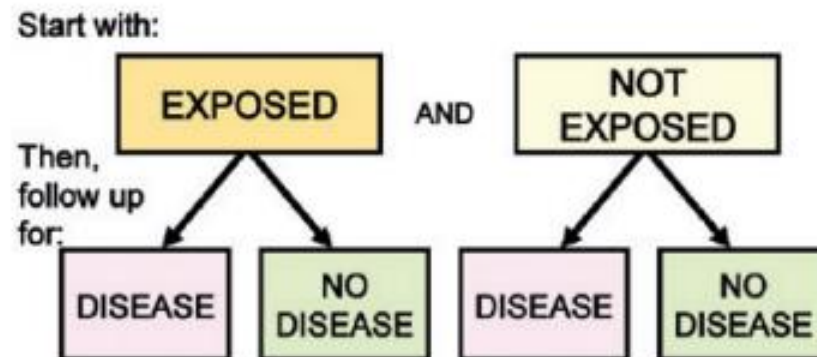 Start with:
EXPOSED
AND
NOT
EXPOSED
Then,
follow up
for:
DISEASE
NO
DISEASE
DISEASE
NO
DISEASE